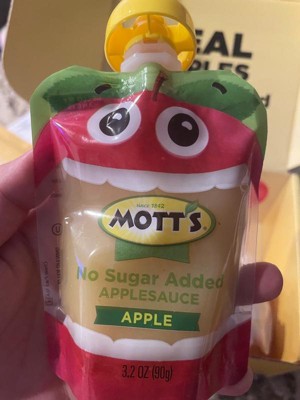 EAL
PLES
SINCE 1842
MOTT'S
No Sugar Added
APPLESAUCE
APPLE
3.2 OZ (90g)